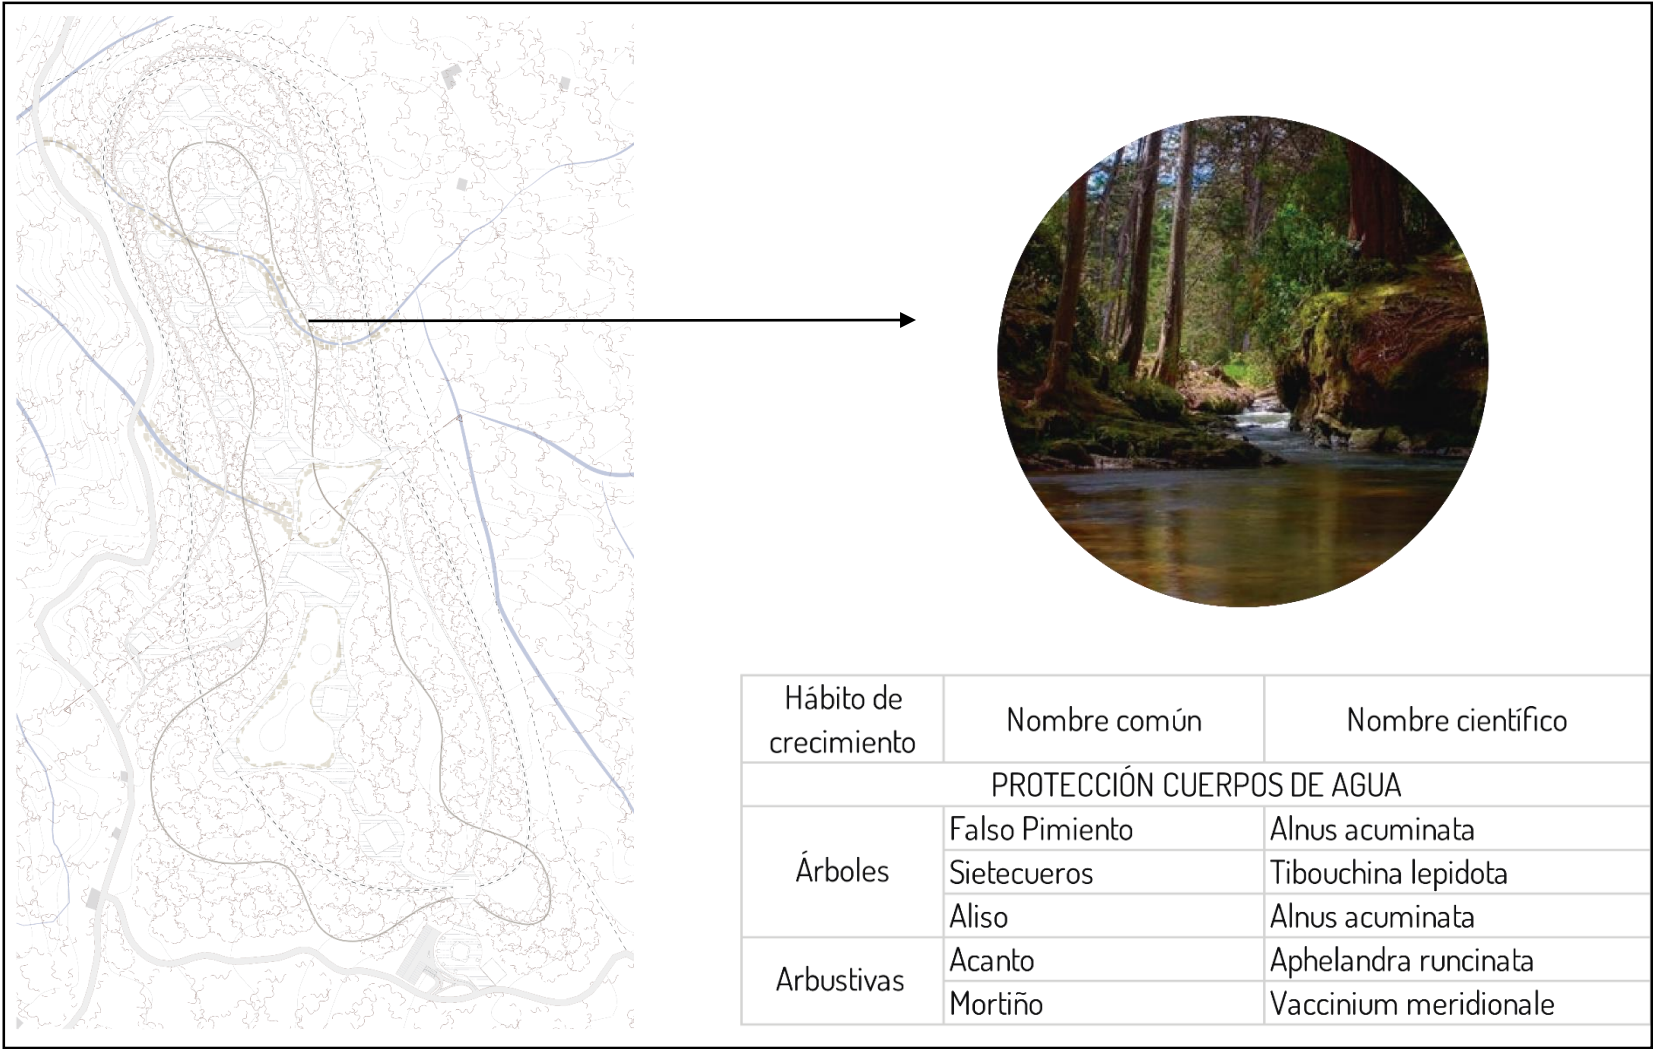 Hábito de
crecimiento
Nombre común
Nombre científico
PROTECCIÓN CUERPOS DE AGUA
Árboles
Falso Pimiento
Alnus acuminata
Sietecueros
Tibouchina lepidota
Aliso
Alnus acuminata
Arbustivas
Acanto
Aphelandra runcinata
Mortiño
Vaccinium meridionale